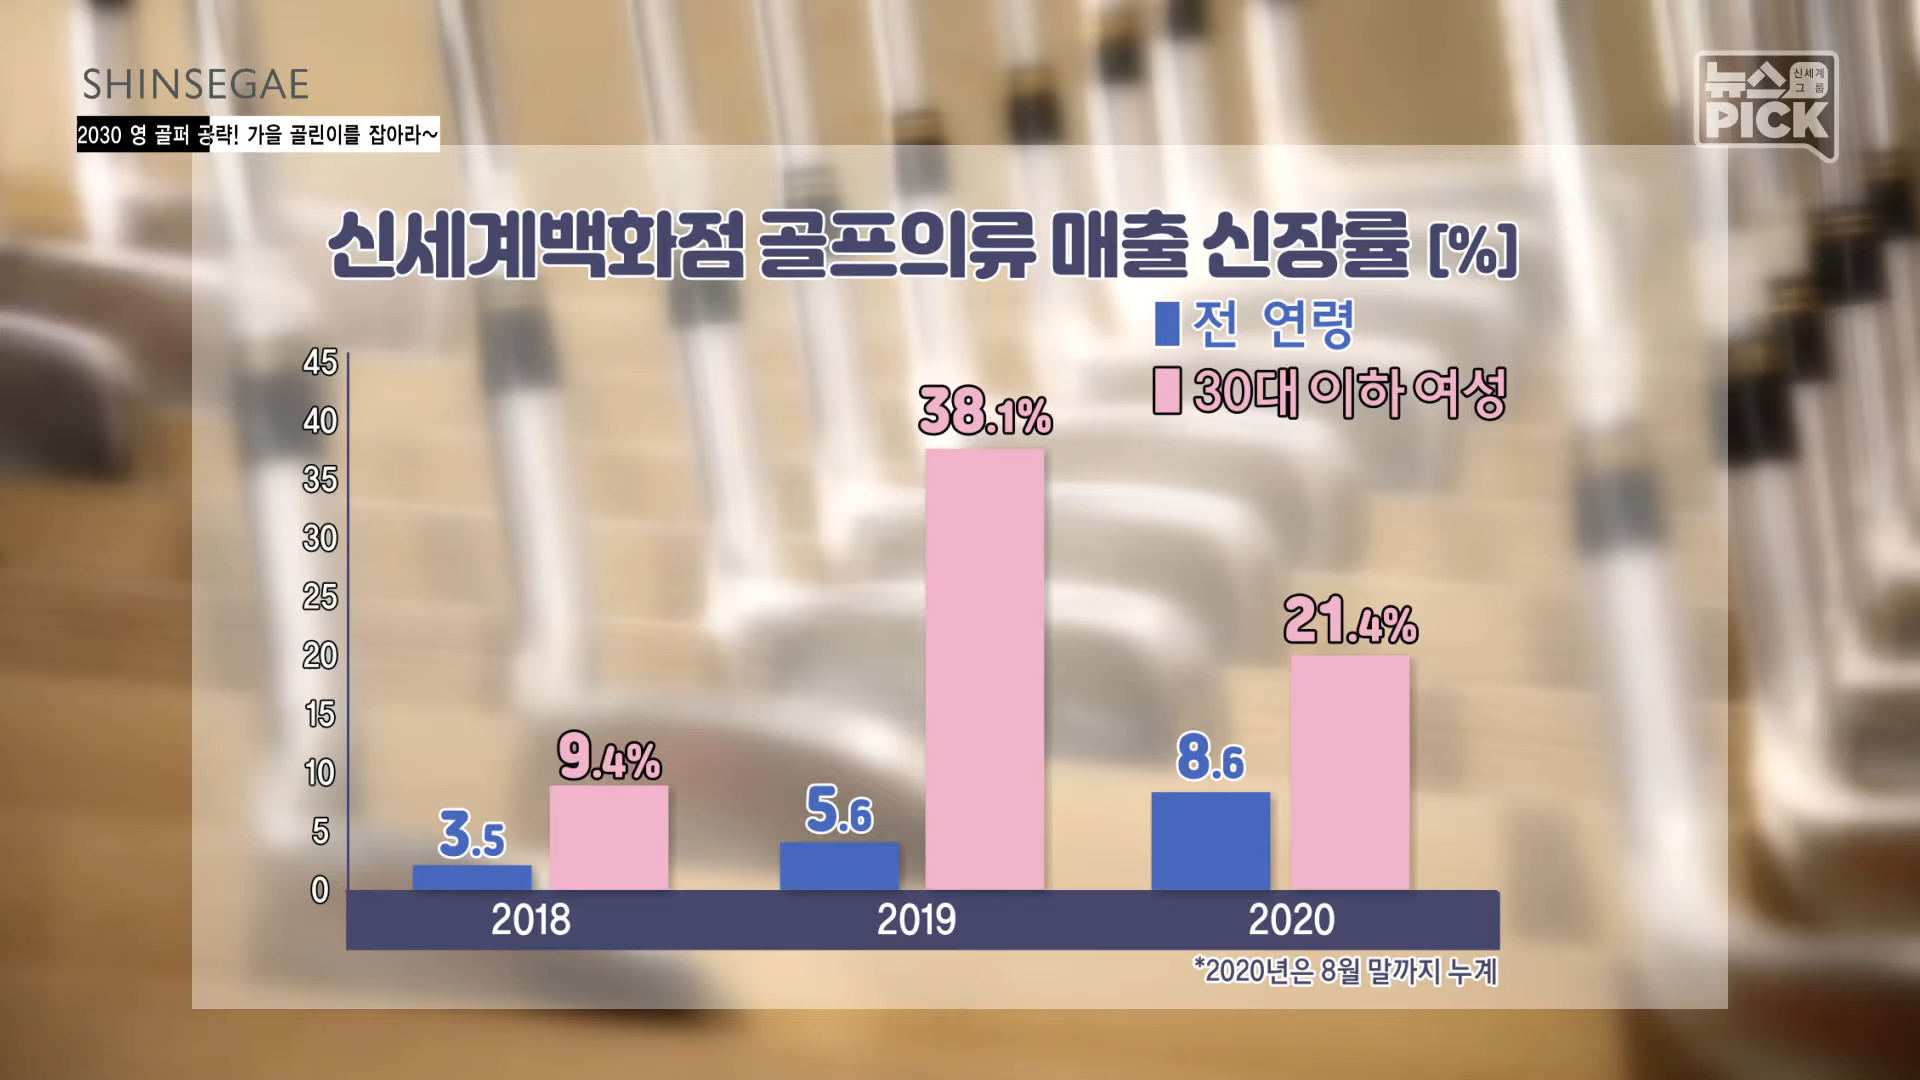 SHINSEGAE
2030 영 골퍼 공략! 가을 골린이를 잡아라~
뉴스 신세계그룹
PICK
신세계백화점 골프의류 매출 신장률 [%]
전 연령
30대 이하 여성
45
40
35
30
25
20
15
10
5
0
3.5
9.4%
5.6
38.1%
8.6
21.4%
2018
2019
2020
*2020년은 8월 말까지 누계